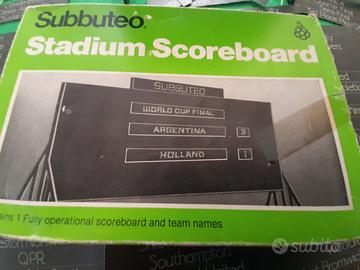 Subbuteo®
Stadium Scoreboard
SUBBUTEO
WORLD CUP FINAL
ARGENTINA 3
HOLLAND 1
ains 1 Fully operational scoreboard and team names
QPR
Southampton
subito.it